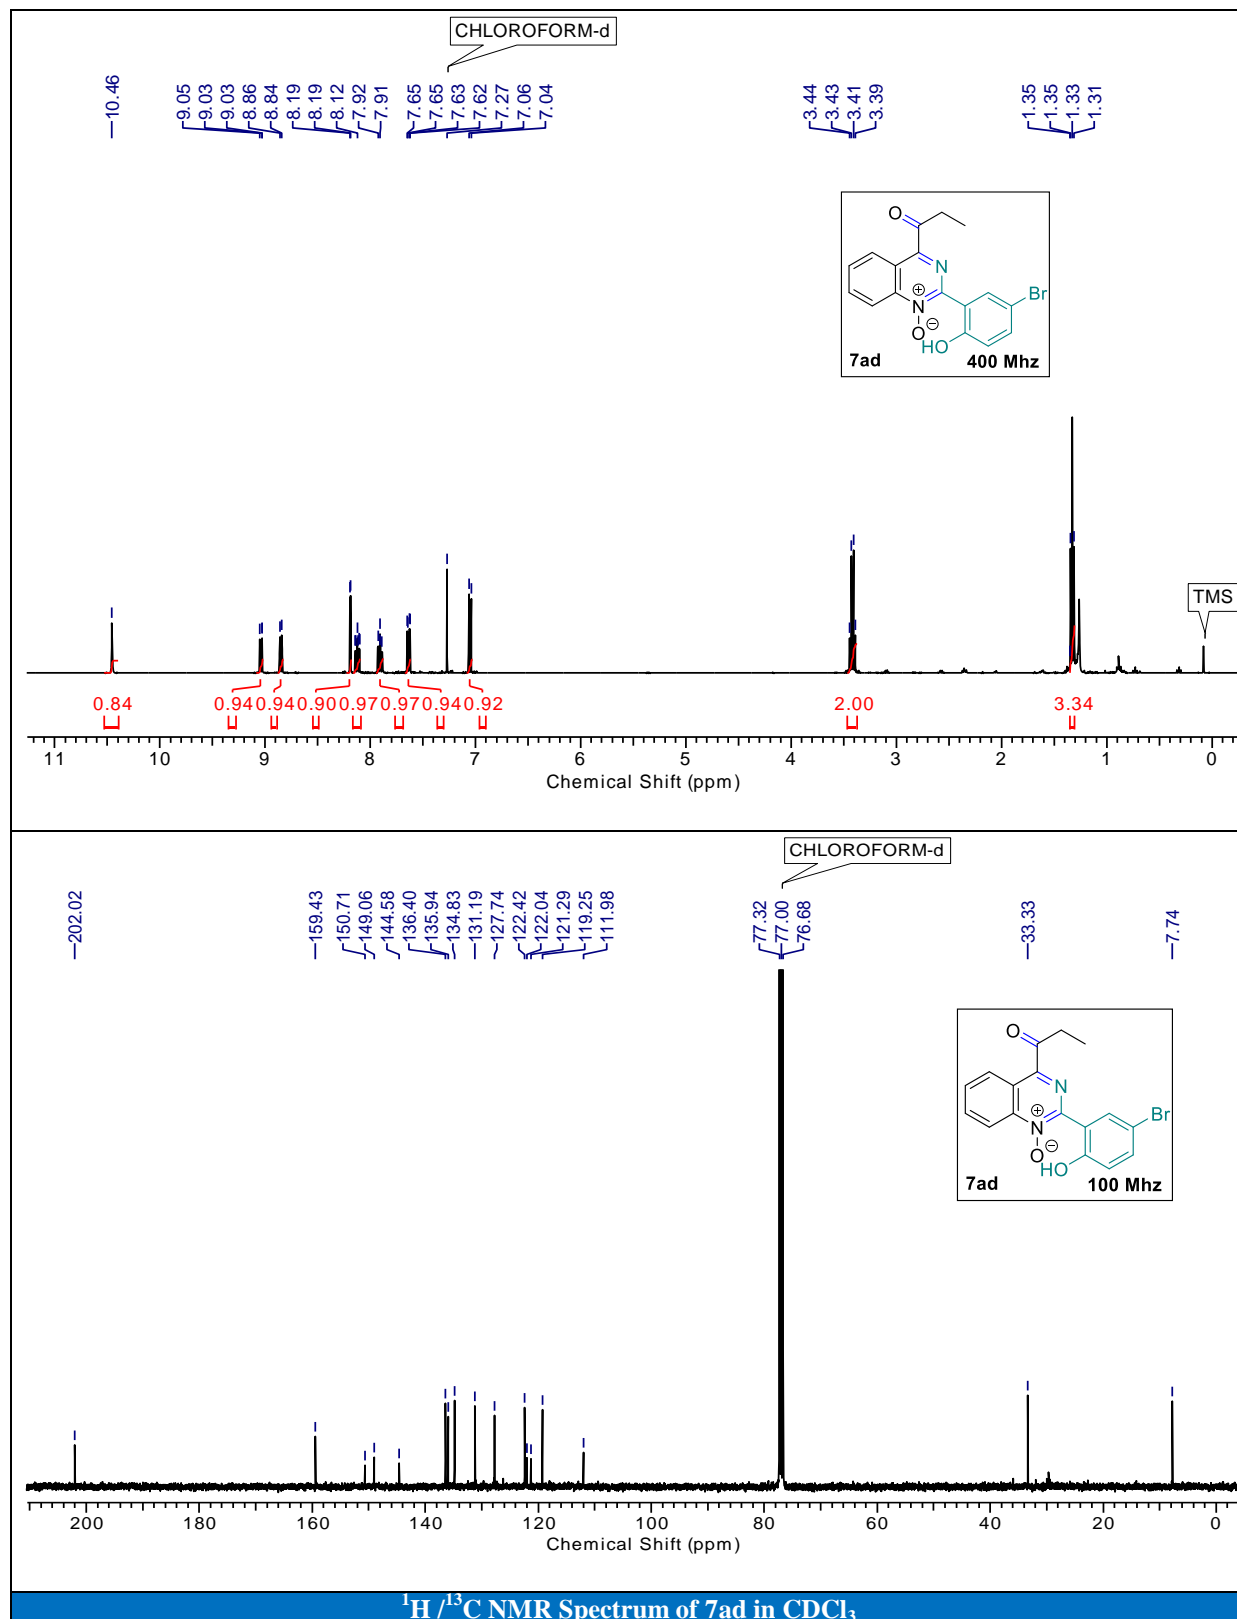 CHLOROFORM-d
10.46
9.05
9.03
9.03
8.86
8.84
8.19
8.19
8.12
7.92
7.91
7.65
7.65
7.63
7.62
7.27
7.06
7.04
3.44
3.43
3.41
3.39
1.35
1.35
1.33
1.31
O
N
Br
N
+
O
−
HO
7ad 400 Mhz
TMS
0.84 0.94 0.94 0.90 0.97 0.97 0.94 0.92 2.00 3.34
11 10 9 8 7 6 5 4 3 2 1 0
Chemical Shift (ppm)
CHLOROFORM-d
202.02
159.43
150.71
149.06
144.58
136.40
135.94
134.83
131.19
127.74
122.42
122.04
121.29
119.25
111.98
77.32
77.00
76.68
33.33
7.74
O
N
Br
N
+
O
−
HO
7ad 100 Mhz
200 180 160 140 120 100 80 60 40 20 0
Chemical Shift (ppm)
¹H /¹³C NMR Spectrum of 7ad in CDCl₃